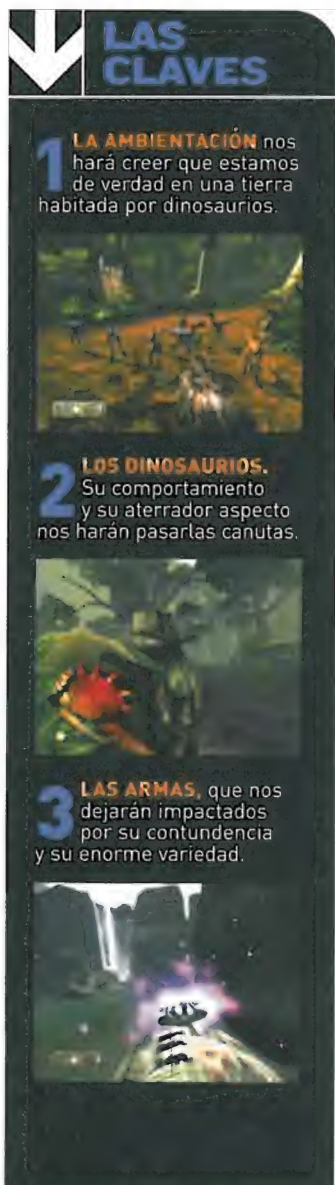 LAS
CLAVES
1 LA AMBIENTACIÓN nos
hará creer que estamos
de verdad en una tierra
habitada por dinosaurios.
2 LOS DINOSAURIOS.
Su comportamiento
y su aterrador aspecto
nos harán pasarlas canutas.
3 LAS ARMAS, que nos
dejarán impactados
por su contundencia
y su enorme variedad.